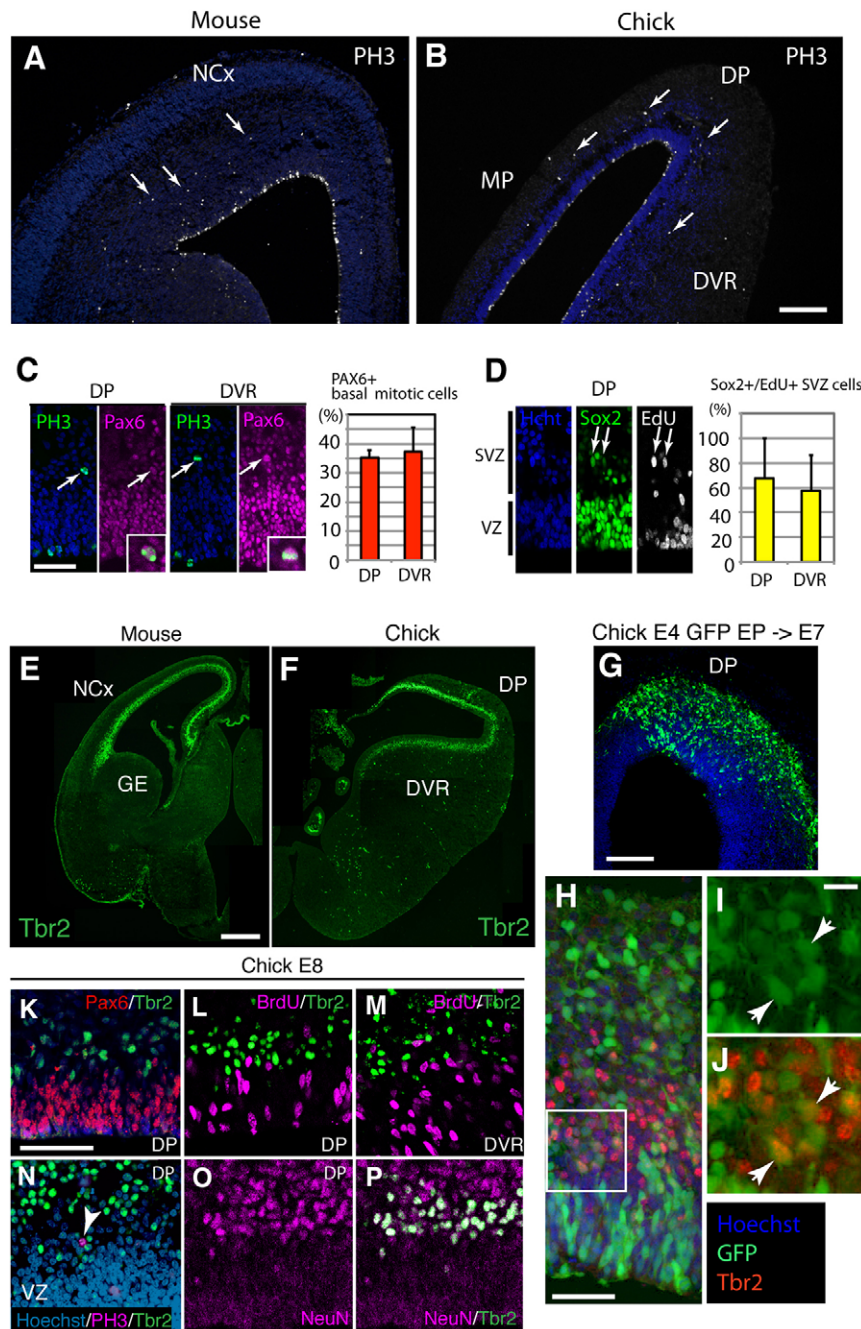 Mouse
Chick
A
PH3
NCx
B
PH3
DP
MP
DVR
C
DP
DVR
PH3
Pax6
PH3
Pax6
PAX6+
basal mitotic cells
(%)
40
30
20
10
0
DP
DVR
D
DP
Hcht
Sox2
EdU
SVZ
VZ
Sox2+/EdU+ SVZ cells
(%)
100
80
60
40
20
0
DP
DVR
Mouse
Chick
E
NCx
GE
Tbr2
F
DP
DVR
Tbr2
Chick E4 GFP EP -> E7
G
DP
H
I
J
Hoechst
GFP
Tbr2
Chick E8
K
Pax6/Tbr2
DP
L
BrdU/Tbr2
DP
M
BrdU/Tbr2
DVR
N
DP
VZ
Hoechst/PH3/Tbr2
O
DP
NeuN
P
NeuN/Tbr2